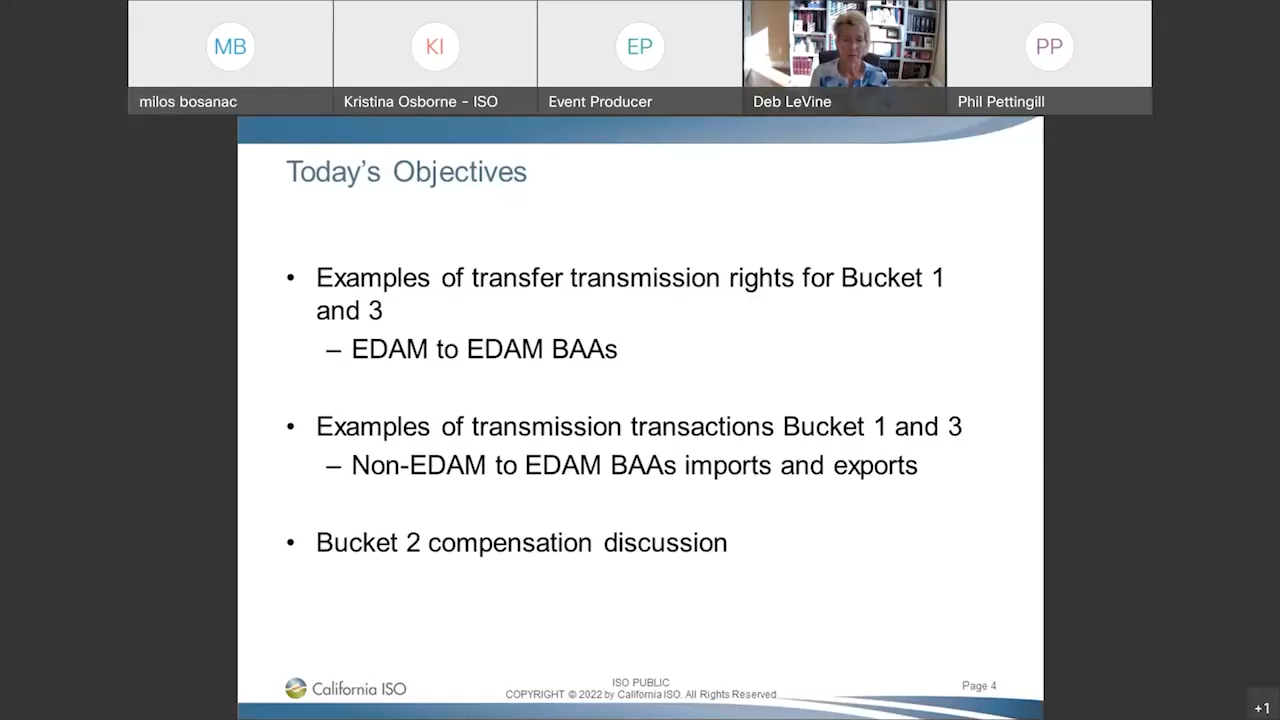 MB
KI
EP
PP
milos bosanac
Kristina Osborne - ISO
Event Producer
Deb LeVine
Phil Pettingill
Today's Objectives
• Examples of transfer transmission rights for Bucket 1
and 3
– EDAM to EDAM BAAs
• Examples of transmission transactions Bucket 1 and 3
– Non-EDAM to EDAM BAAs imports and exports
• Bucket 2 compensation discussion
California ISO
ISO PUBLIC
COPYRIGHT © 2022 by California ISO. All Rights Reserved
Page 4
+1